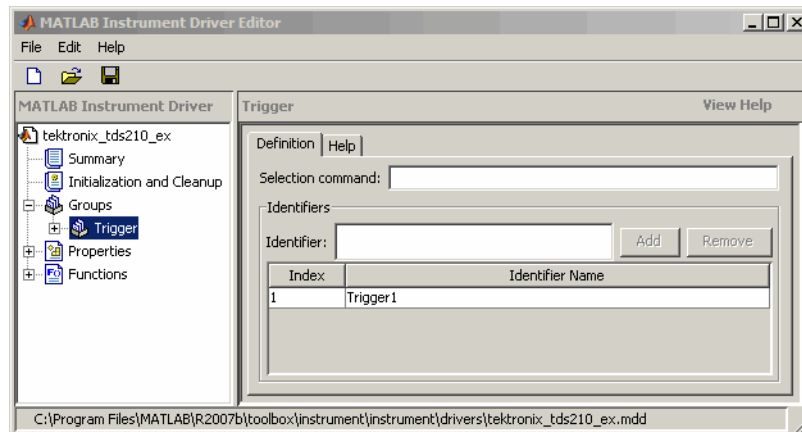 MATLAB Instrument Driver Editor
File Edit Help
MATLAB Instrument Driver
Trigger
View Help
tektronix_tds210_ex
Summary
Initialization and Cleanup
Groups
Trigger
Properties
Functions
Definition Help
Selection command:
Identifiers
Identifier:
Add Remove
Index Identifier Name
1 Trigger1
C:\Program Files\MATLAB\R2007b\toolbox\instrument\instrument\drivers\tektronix_tds210_ex.mdd